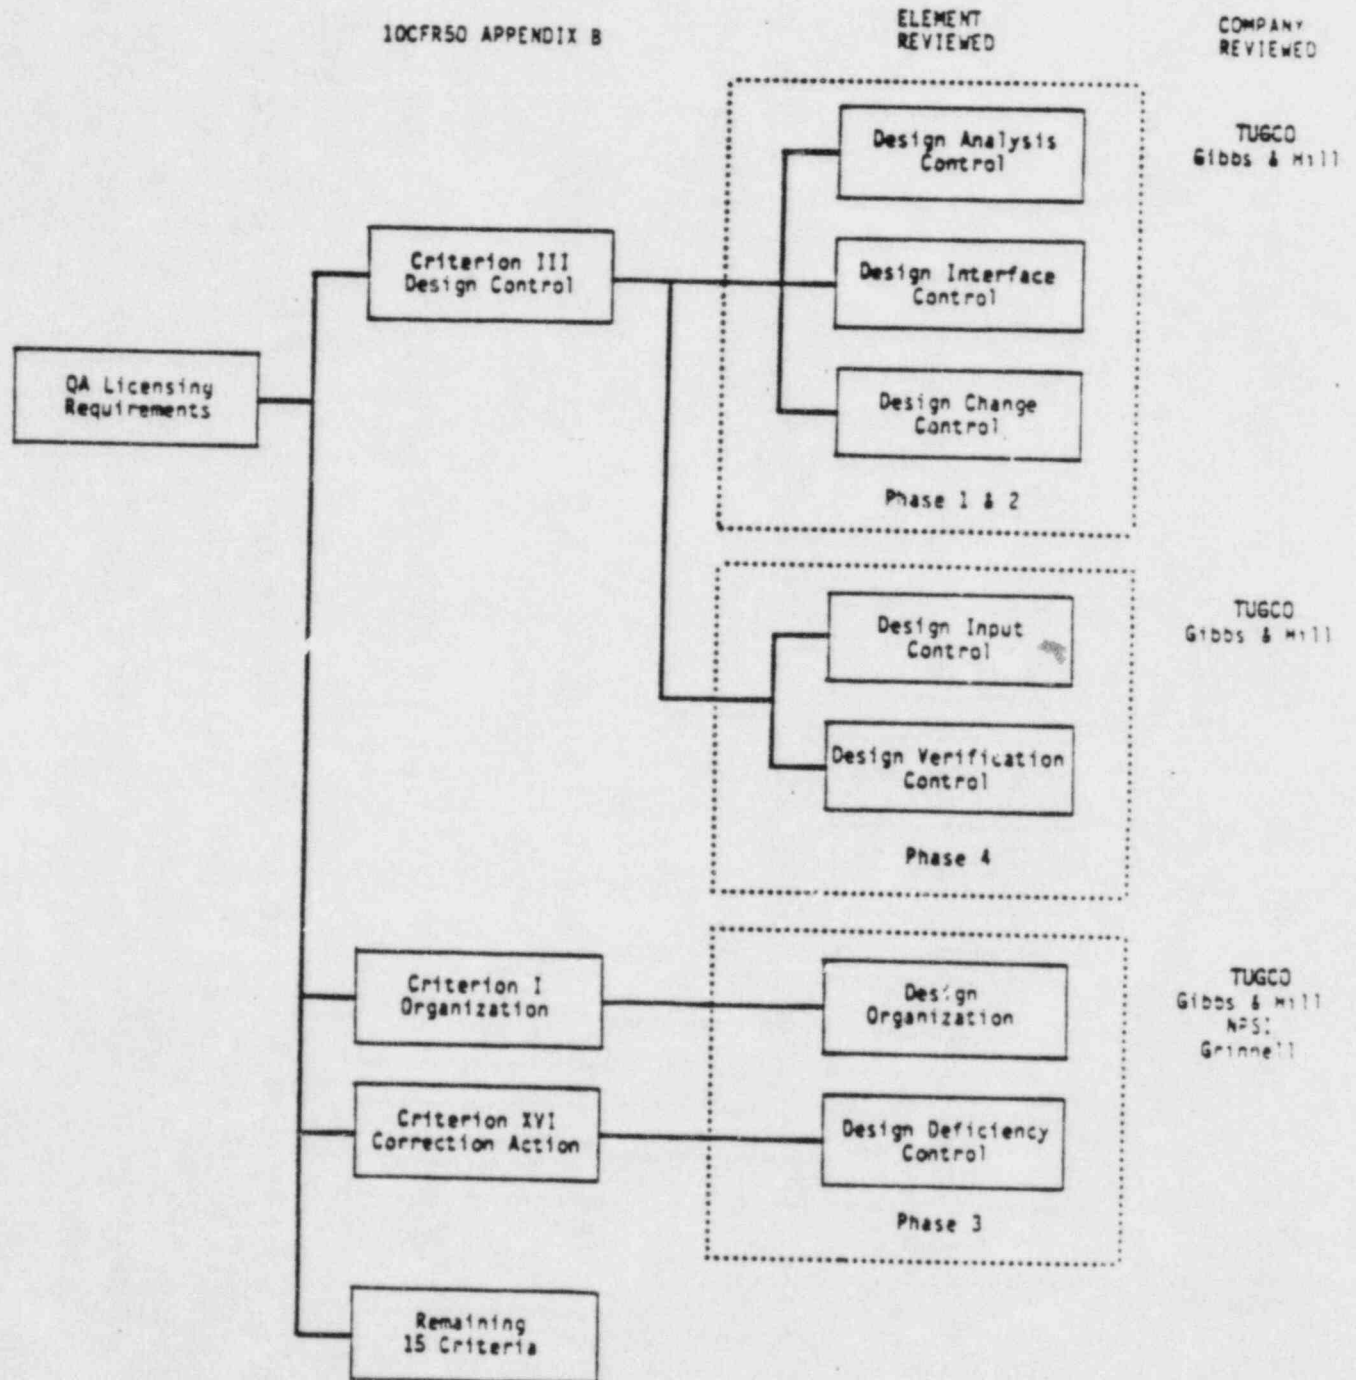 10CFR50 APPENDIX B
ELEMENT
REVIEWED
COMPANY
REVIEWED
Design Analysis
Control
TUGCO
Gibbs & Hill
Criterion III
Design Control
Design Interface
Control
QA Licensing
Requirements
Design Change
Control
Phase 1 & 2
Design Input
Control
TUGCO
Gibbs & Hill
Design Verification
Control
Phase 4
Criterion I
Organization
Design
Organization
TUGCO
Gibbs & Hill
NPSI
Grinnell
Criterion XVI
Correction Action
Design Deficiency
Control
Phase 3
Remaining
15 Criteria